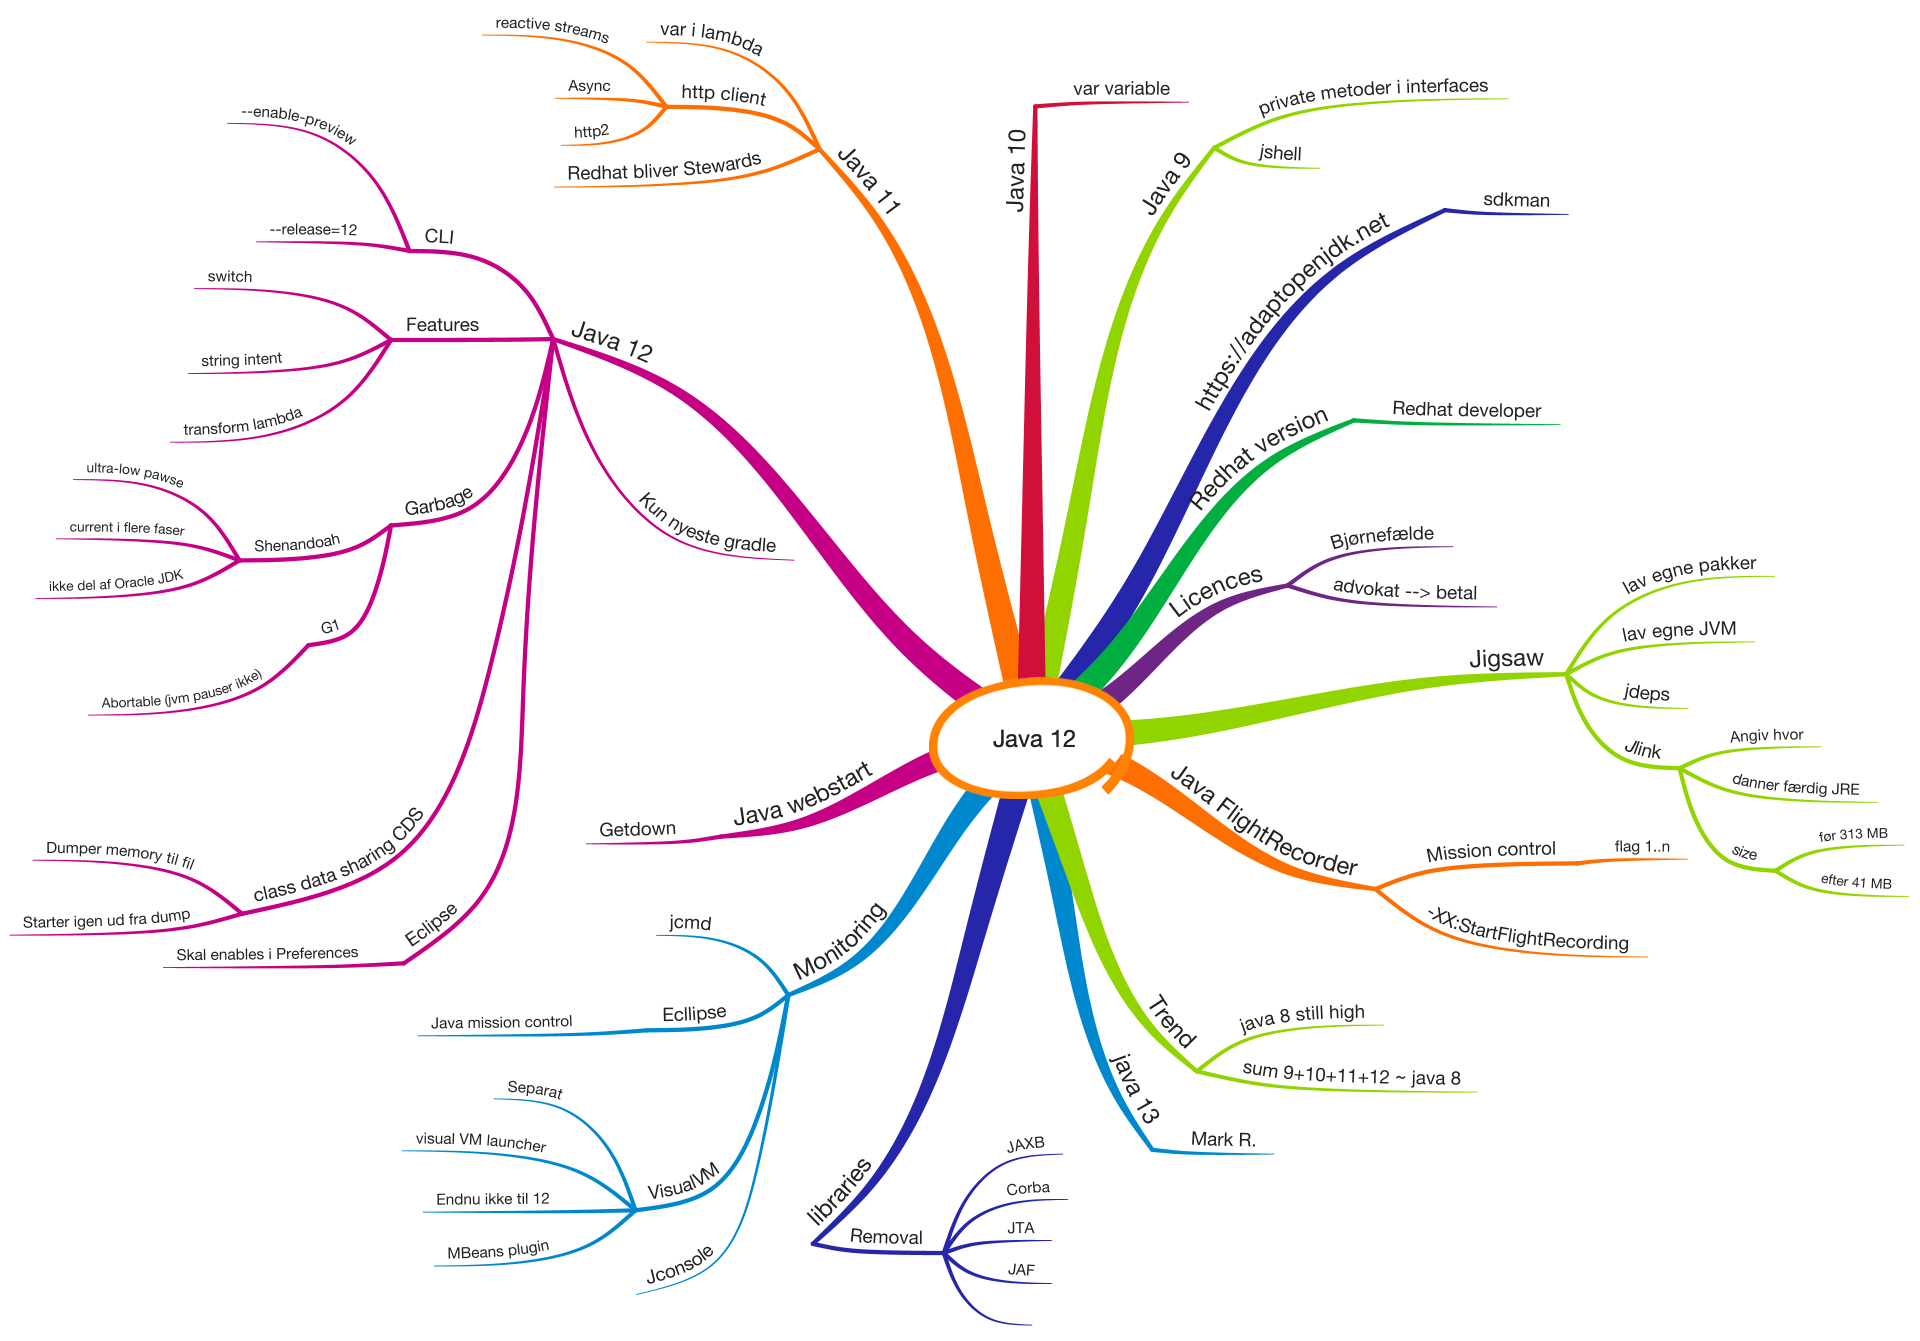 Java 12
Java 10
var variable
Java 9
private metoder i interfaces
jshell
https://adaptopenjdk.net
sdkman
Redhat version
Redhat developer
Licences
Bjørnefælde
advokat --> betal
Jigsaw
lav egne pakker
lav egne JVM
jdeps
Jlink
Angiv hvor
danner færdig JRE
size
før 313 MB
efter 41 MB
Java FlightRecorder
Mission control
flag 1..n
-XX:StartFlightRecording
Trend
java 8 still high
sum 9+10+11+12 ~ java 8
java 13
Mark R.
libraries
Removal
JAXB
Corba
JTA
JAF
Monitoring
jcmd
Ecllipse
Java mission control
VisualVM
Separat
visual VM launcher
Endnu ikke til 12
MBeans plugin
Jconsole
Java webstart
Getdown
Java 12
CLI
--enable-preview
--release=12
Features
switch
string intent
transform lambda
Garbage
Shenandoah
ultra-low pawse
current i flere faser
ikke del af Oracle JDK
G1
Abortable (jvm pauser ikke)
class data sharing CDS
Dumper memory til fil
Starter igen ud fra dump
Eclipse
Skal enables i Preferences
Kun nyeste gradle
Java 11
var i lambda
http client
reactive streams
Async
http2
Redhat bliver Stewards